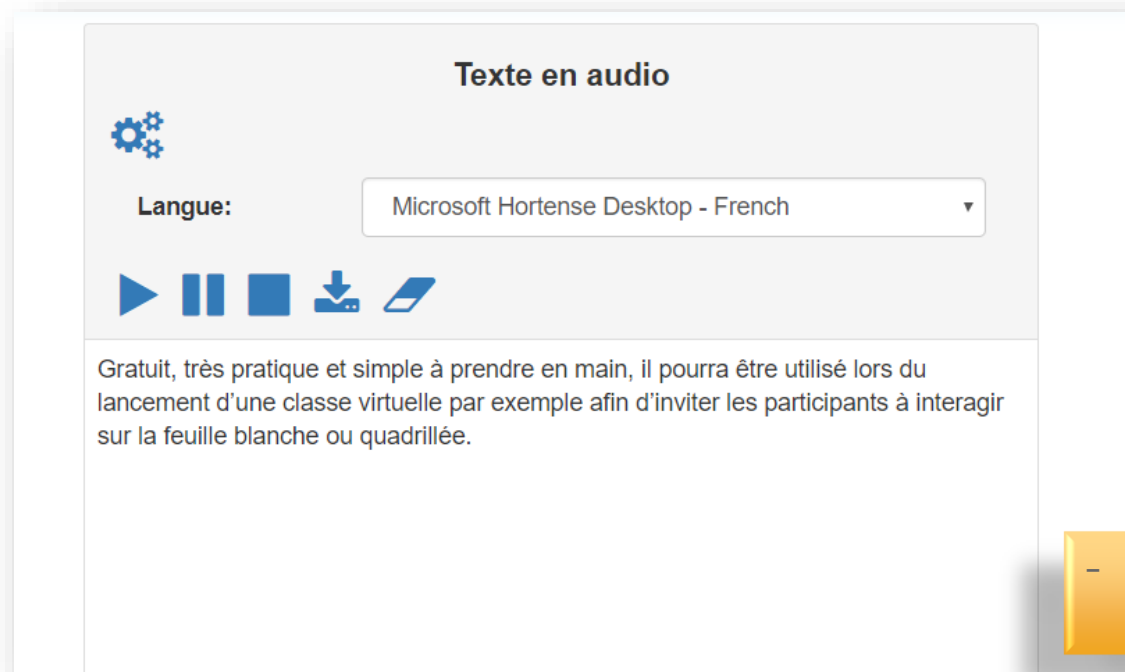 Texte en audio
Langue:
Microsoft Hortense Desktop - French
Gratuit, très pratique et simple à prendre en main, il pourra être utilisé lors du
lancement d’une classe virtuelle par exemple afin d’inviter les participants à interagir
sur la feuille blanche ou quadrillée.
–